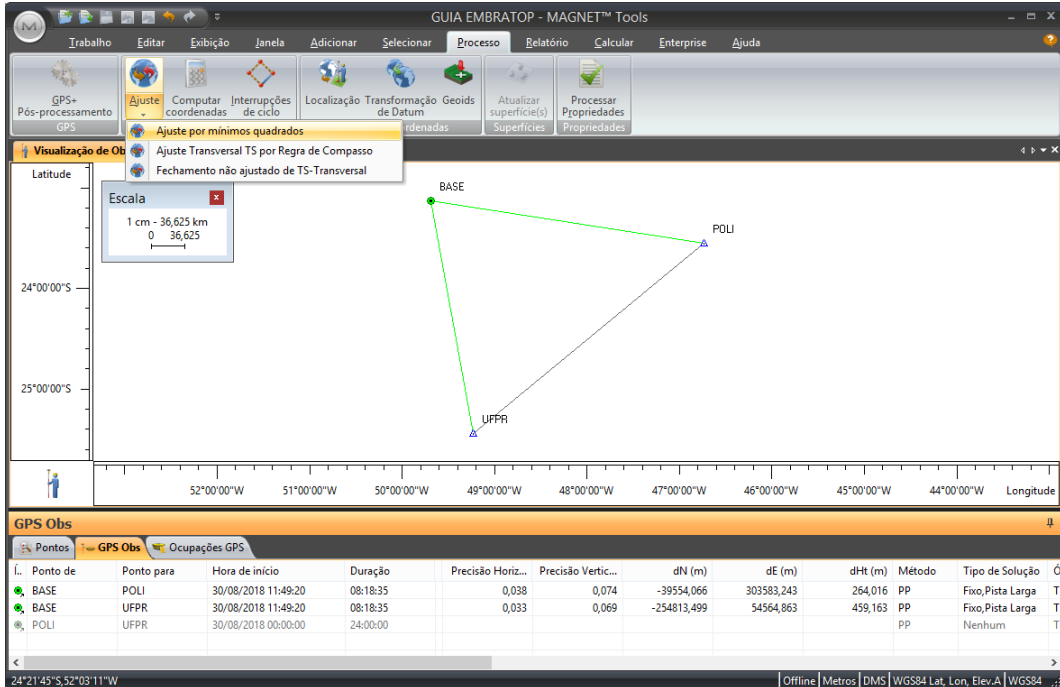 GUIA EMBRATOP - MAGNET™ Tools
Trabalho Editar Exibição Janela Adicionar Selecionar Processo Relatório Calcular Enterprise Ajuda
GPS+ Pós-processamento
Ajuste
Computar coordenadas
Interrupções de ciclo
Localização
Transformação de Datum
Geoids
Atualizar superfície(s)
Processar Propriedades
GPS
rdenadas
Superfícies
Propriedades
Ajuste por mínimos quadrados
Ajuste Transversal TS por Regra de Compasso
Fechamento não ajustado de TS-Transversal
Visualização de Ob
Latitude
Escala
1 cm - 36,625 km
0 36,625
BASE
POLI
24°00'00"S
25°00'00"S
UFPR
52°00'00"W 51°00'00"W 50°00'00"W 49°00'00"W 48°00'00"W 47°00'00"W 46°00'00"W 45°00'00"W 44°00'00"W Longitude
GPS Obs
Pontos GPS Obs Ocupações GPS
Í.. Ponto de Ponto para Hora de início Duração Precisão Horiz... Precisão Vertic... dN (m) dE (m) dHt (m) Método Tipo de Solução Ó
BASE POLI 30/08/2018 11:49:20 08:18:35 0,038 0,074 -39554,066 303583,243 264,016 PP Fixo,Pista Larga T
BASE UFPR 30/08/2018 11:49:20 08:18:35 0,033 0,069 -254813,499 54564,863 459,163 PP Fixo,Pista Larga T
POLI UFPR 30/08/2018 00:00:00 24:00:00 PP Nenhum T
24°21'45"S,52°03'11"W Offline Metros DMS WGS84 Lat, Lon, Elev.A WGS84